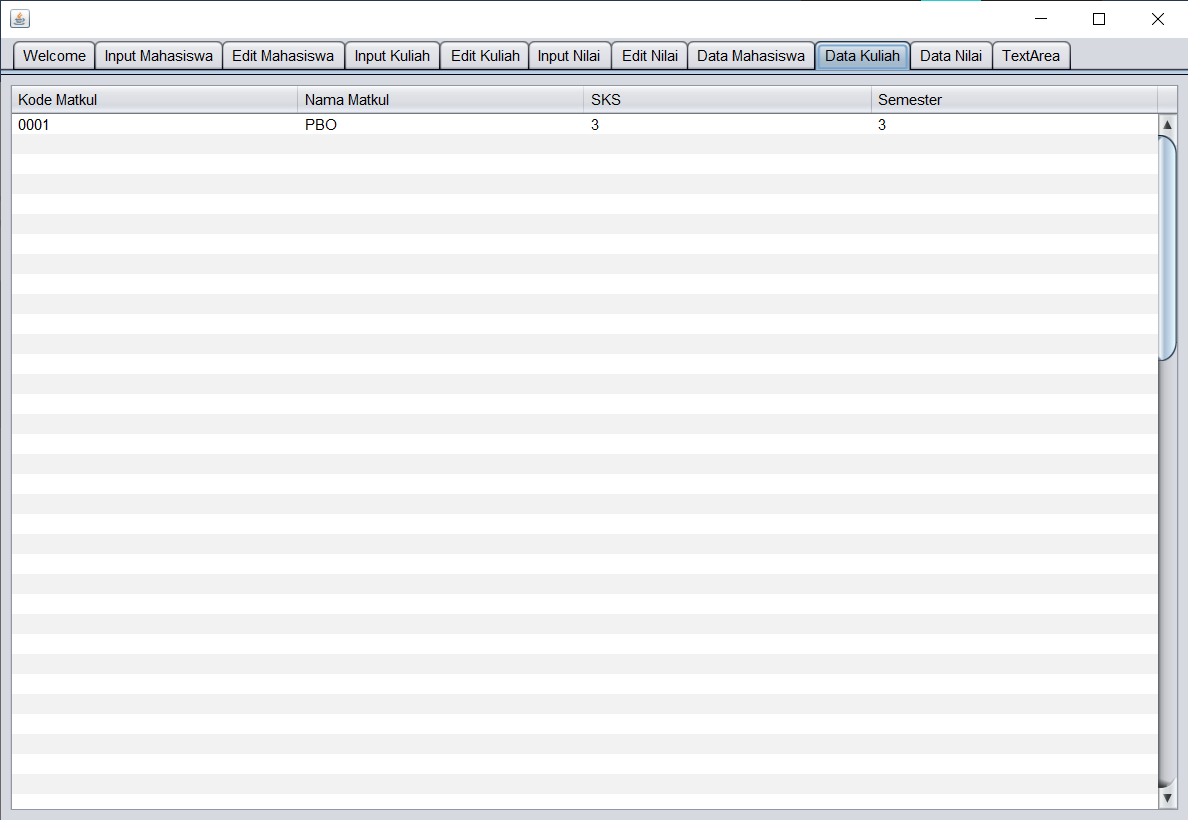 Welcome Input Mahasiswa Edit Mahasiswa Input Kuliah Edit Kuliah Input Nilai Edit Nilai Data Mahasiswa Data Kuliah Data Nilai TextArea
Kode Matkul Nama Matkul SKS Semester
0001 PBO 3 3